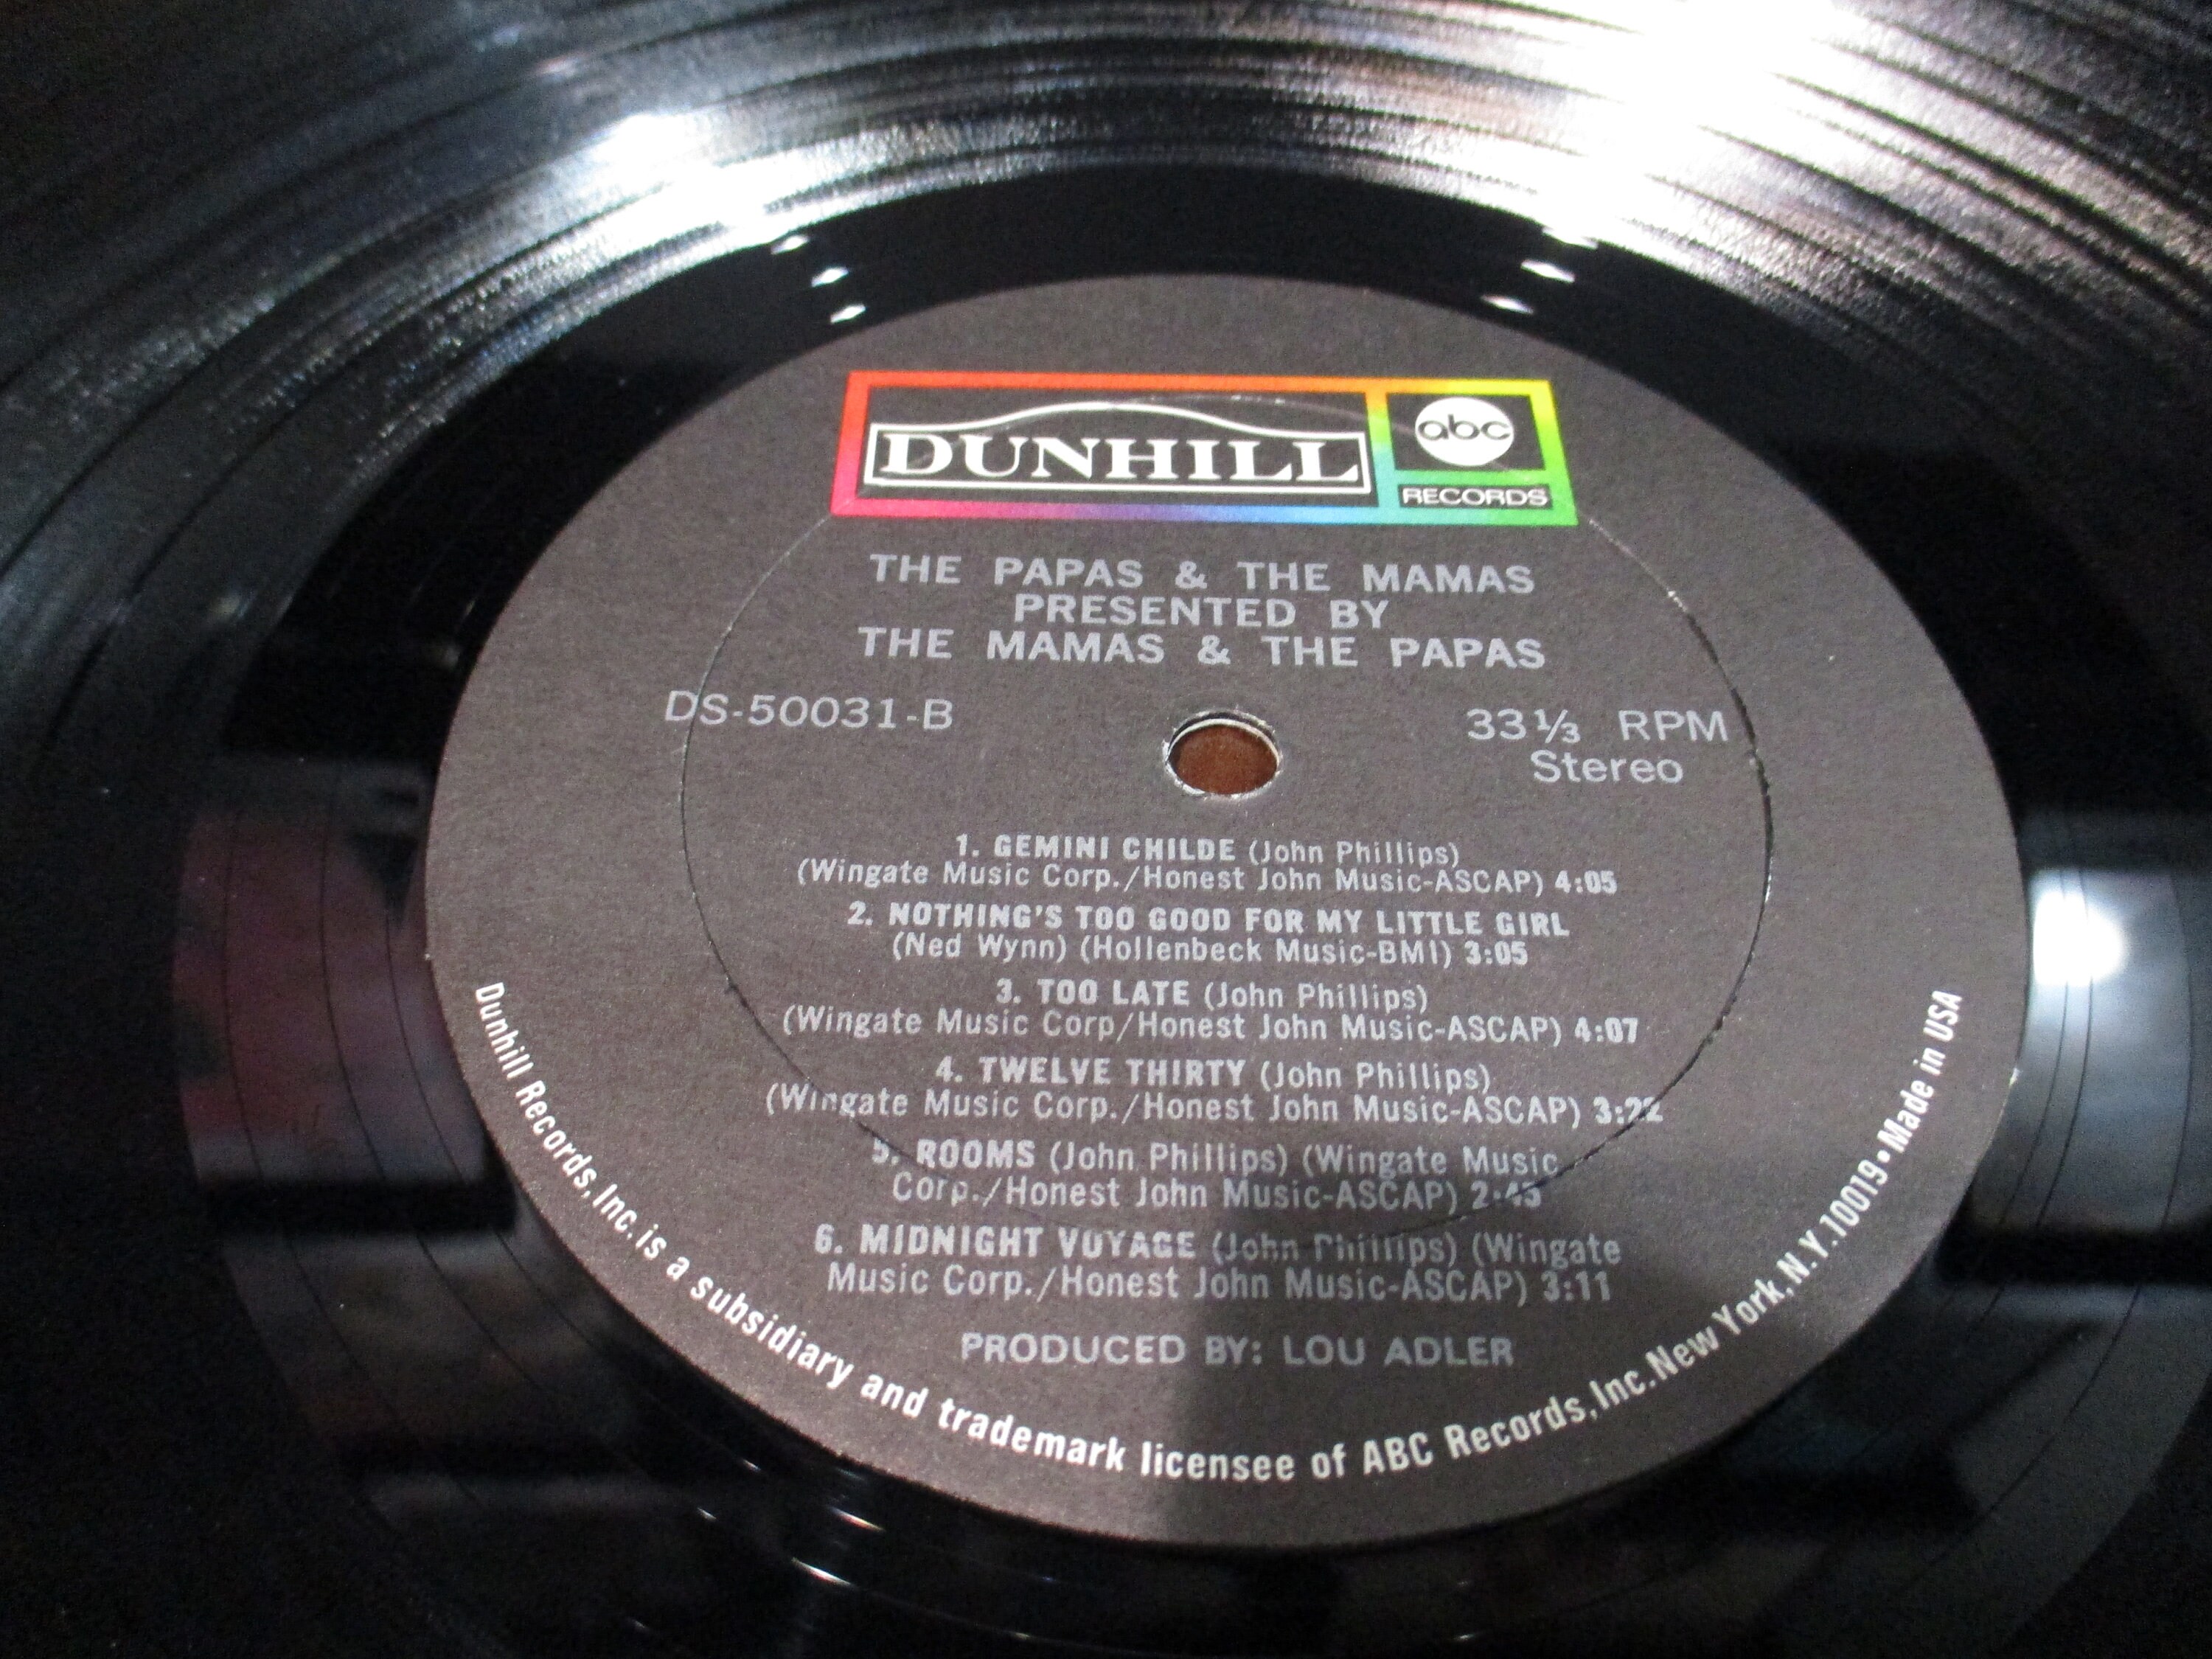 DUNHILL
abc
RECORDS
THE PAPAS & THE MAMAS
PRESENTED BY
THE MAMAS & THE PAPAS
DS-50031-B
33⅓ RPM
Stereo
1. GEMINI CHILDE (John Phillips)
(Wingate Music Corp./Honest John Music-ASCAP) 4:05
2. NOTHING'S TOO GOOD FOR MY LITTLE GIRL
(Ned Wynn) (Hollenbeck Music-BMI) 3:05
3. TOO LATE (John Phillips)
(Wingate Music Corp/Honest John Music-ASCAP) 4:07
4. TWELVE THIRTY (John Phillips)
(Wingate Music Corp./Honest John Music-ASCAP) 3:22
5. ROOMS (John Phillips) (Wingate Music
Corp./Honest John Music-ASCAP) 2:45
6. MIDNIGHT VOYAGE (John Phillips) (Wingate
Music Corp./Honest John Music-ASCAP) 3:11
PRODUCED BY: LOU ADLER
Dunhill Records, Inc. is a subsidiary and trademark licensee of ABC Records, Inc. New York, N.Y. 10019 • Made in USA